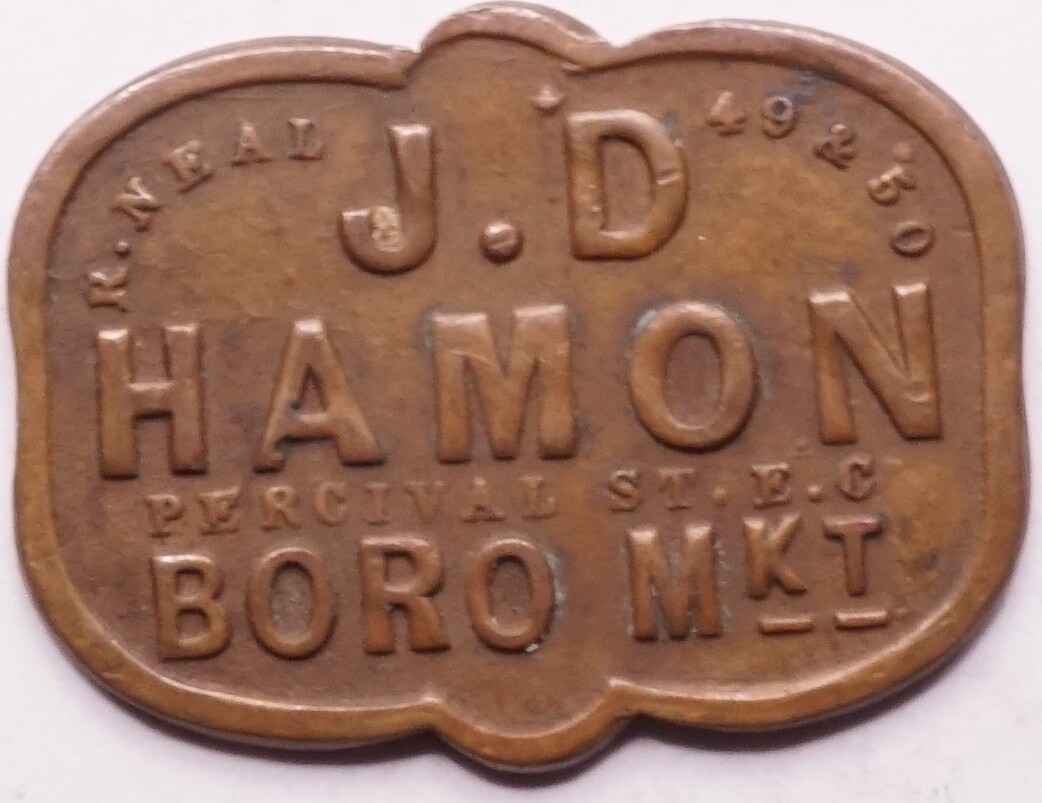 R. NEAL 49 & 50
J. D
HAMON
PERCIVAL ST. E. C
BORO MKT